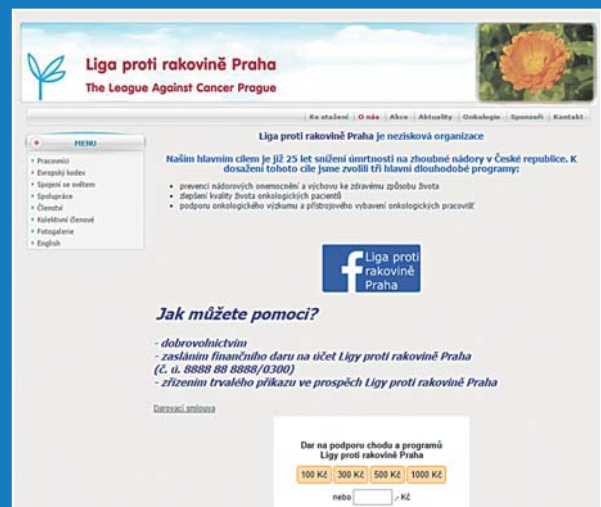 Liga proti rakovině Praha
The League Against Cancer Prague
Ke stažení O nás Akce Aktuality Onkologie Sponzoři Kontakt
MENU
Pracovníci
Evropský kodex
Spojení se světem
Spolupráce
Členství
Kolektivní členové
Fotogalerie
English
Liga proti rakovině Praha je nezisková organizace
Naším hlavním cílem je již 25 let snížení úmrtnosti na zhoubné nádory v České republice. K
dosažení tohoto cíle jsme zvolili tři hlavní dlouhodobé programy:
prevenci nádorových onemocnění a výchovu ke zdravému způsobu života
zlepšení kvality života onkologických pacientů
podporu onkologického výzkumu a přístrojového vybavení onkologických pracovišť
f Liga proti
rakovině
Praha
Jak můžete pomoci?
- dobrovolnictvím
- zasláním finančního daru na účet Ligy proti rakovině Praha
(č. ú. 8888 88 8888/0300)
- zřízením trvalého příkazu ve prospěch Ligy proti rakovině Praha
Darovací smlouva
Dar na podporu chodu a programů
Ligy proti rakovině Praha
100 Kč 300 Kč 500 Kč 1000 Kč
nebo ,- Kč